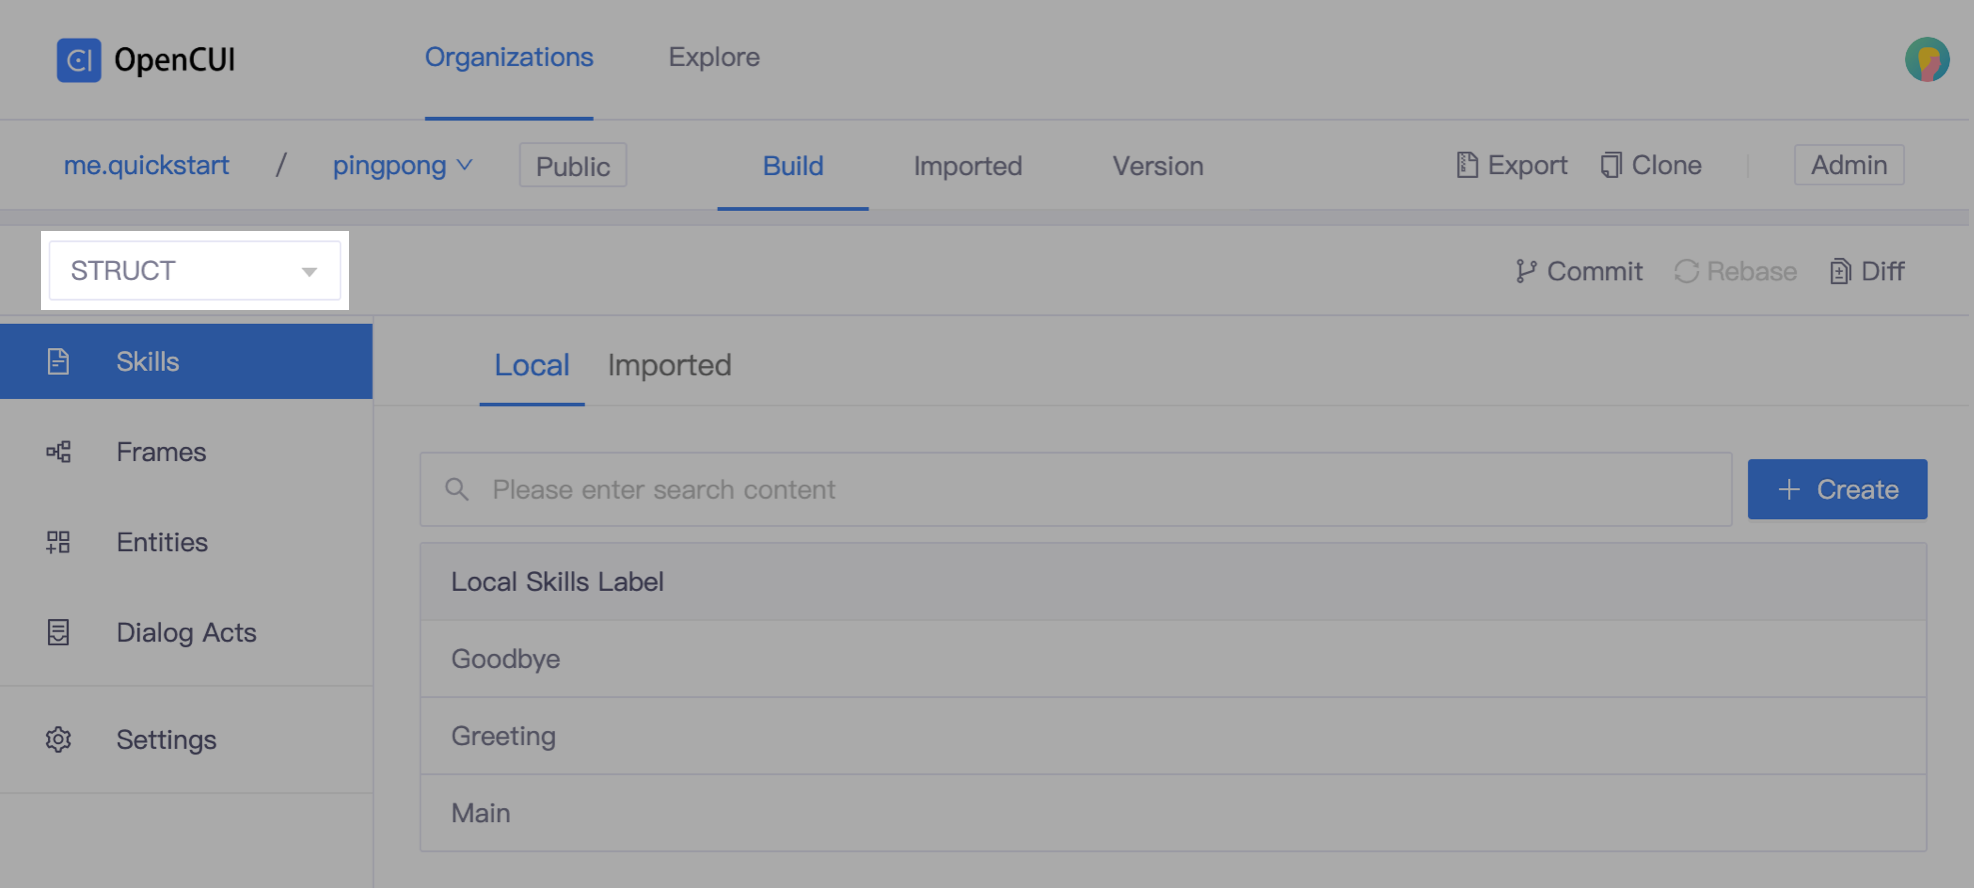 OpenCUI Organizations Explore
me.quickstart / pingpong Public Build Imported Version Export Clone Admin
STRUCT Commit Rebase Diff
Skills
Local Imported
Frames
Please enter search content + Create
Entities
Local Skills Label
Dialog Acts
Goodbye
Greeting
Settings
Main